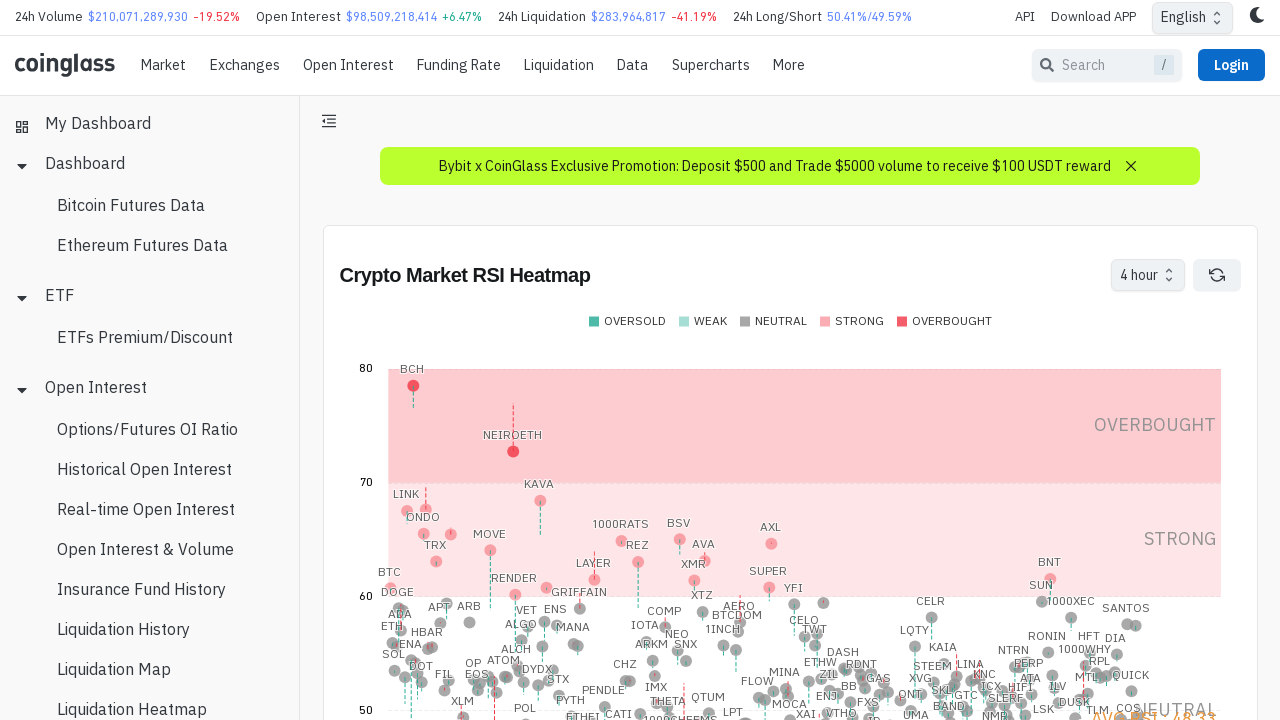 24h Volume $210,071,289,930 -19.52% Open Interest $98,509,218,414 +6.47% 24h Liquidation $283,964,817 -41.19% 24h Long/Short 50.41%/49.59% API Download APP English
coinglass Market Exchanges Open Interest Funding Rate Liquidation Data Supercharts More Search / Login
My Dashboard
Dashboard
Bitcoin Futures Data
Ethereum Futures Data
ETF
ETFs Premium/Discount
Open Interest
Options/Futures OI Ratio
Historical Open Interest
Real-time Open Interest
Open Interest & Volume
Insurance Fund History
Liquidation History
Liquidation Map
Liquidation Heatmap
Bybit x CoinGlass Exclusive Promotion: Deposit $500 and Trade $5000 volume to receive $100 USDT reward
Crypto Market RSI Heatmap 4 hour
OVERSOLD WEAK NEUTRAL STRONG OVERBOUGHT
80 BCH
OVERBOUGHT
NEIROETH
70 KAVA
LINK
ONDO 1000RATS BSV AXL
MOVE STRONG
TRX REZ AVA
LAYER XMR BNT
BTC RENDER SUPER SUN
DOGE GRIFFAIN YFI
60 XTZ CELR 1000XEC
APT ARB VET ENS COMP AERO SANTOS
ADA BTCDOM
ETH ALGO MANA IOTA 1INCH CELO TWT LQTY
HBAR NEO RONIN HFT DIA
ENA ALCH ARKM SNX KAIA 1000WHY
SOL DASH NTRN
DOT OP ATOM CHZ ETHW RDNT STEEM LINA PERP RPL
FIL EOS DYDX STX FLOW MINA ZIL GAS XVG KNC ATA MTL QUICK
PENDLE IMX BB SKL ICX HIFI ILV
XLM PYTH THETA QTUM MOCA ENJ FXS QNT GTC SLERF DUSK
POL CATI LPT XAI VTHO UMA BAND LSK TLM COS
50 ETHFI 1000CHEEMS NMR NEUTRAL